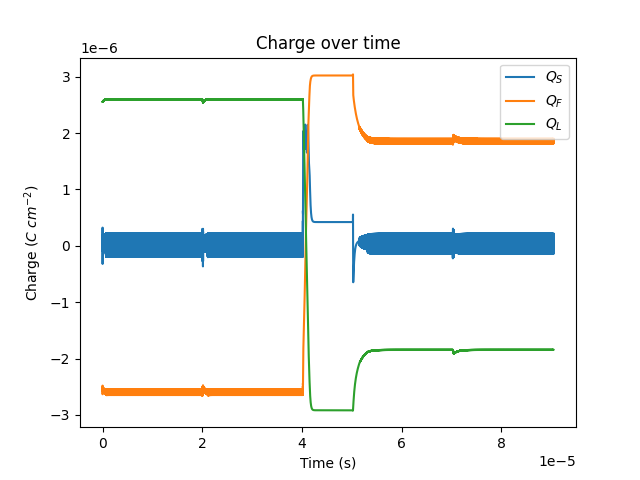 Charge over time
1e−6
3
2
1
0
−1
−2
−3
Charge (C cm⁻²)
Q_S
Q_F
Q_L
0
2
4
6
8
1e−5
Time (s)